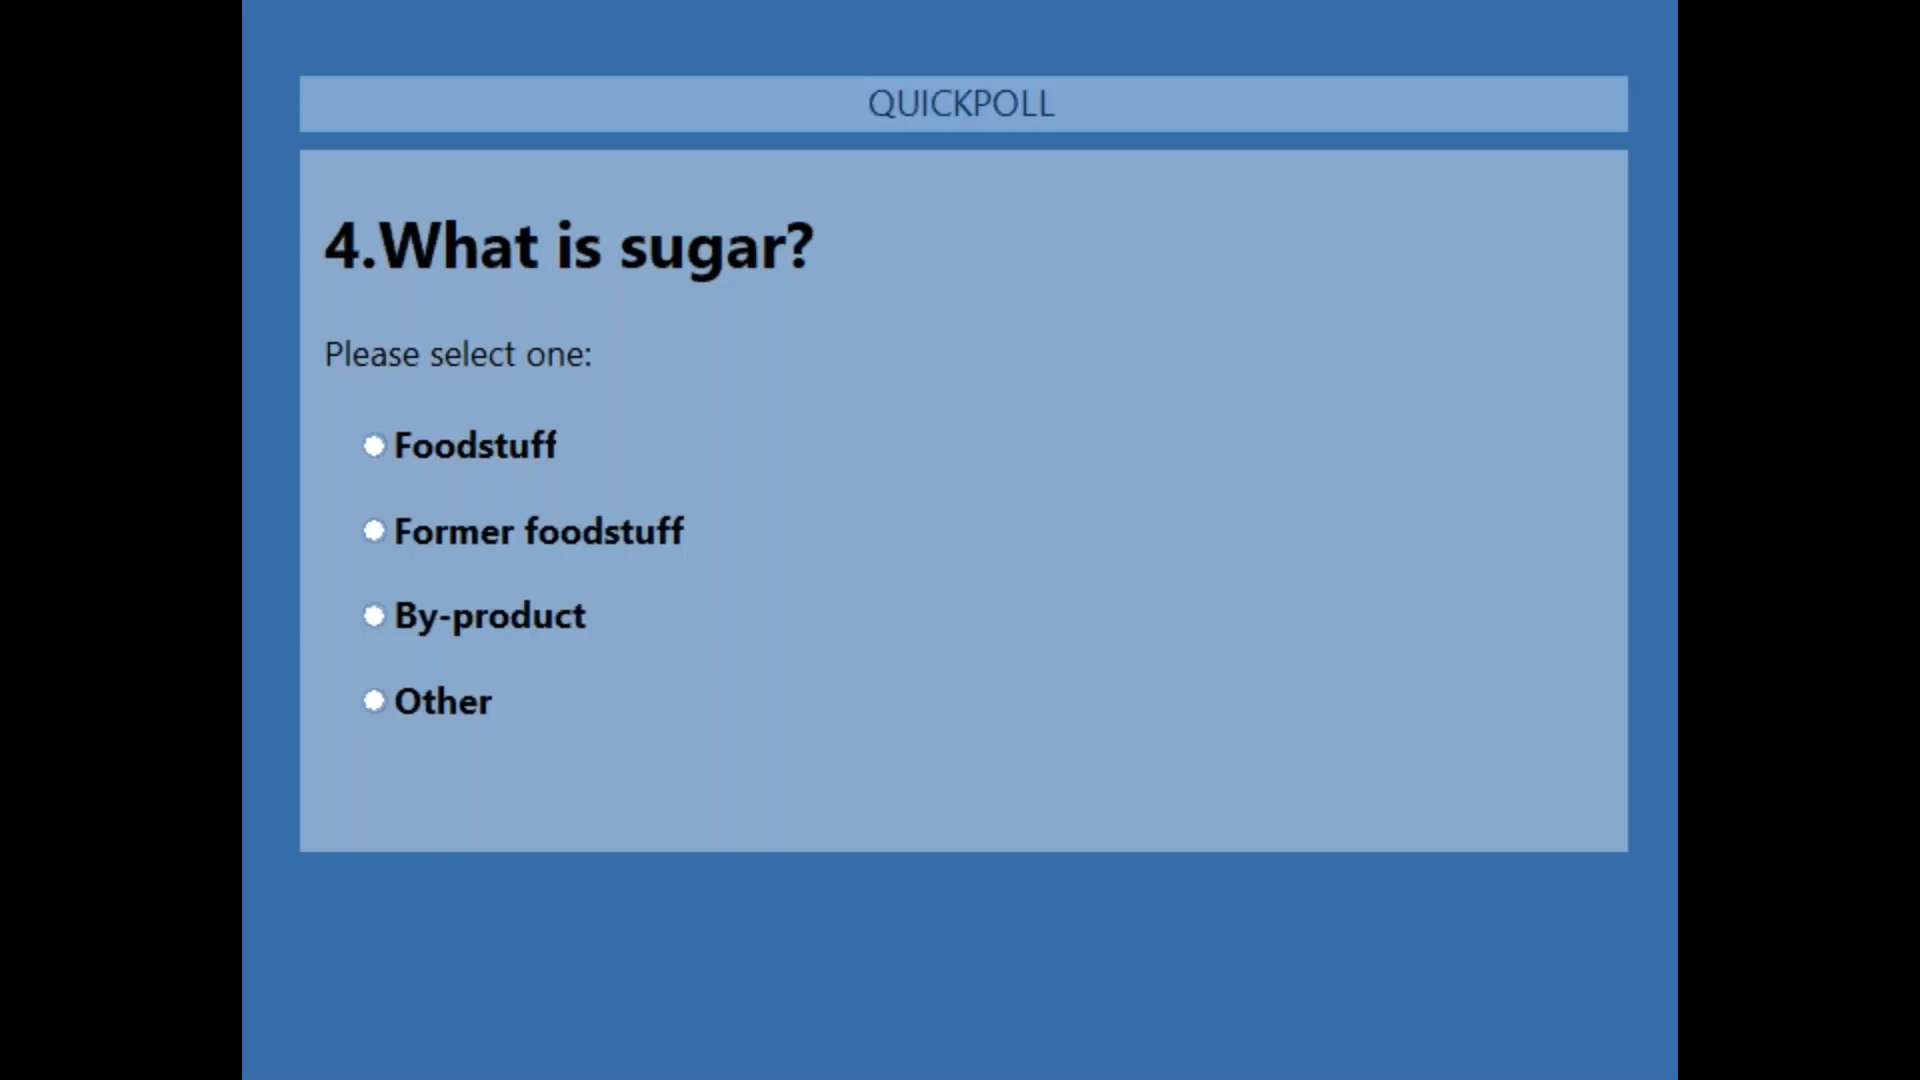 QUICKPOLL
4.What is sugar?
Please select one:
Foodstuff
Former foodstuff
By-product
Other